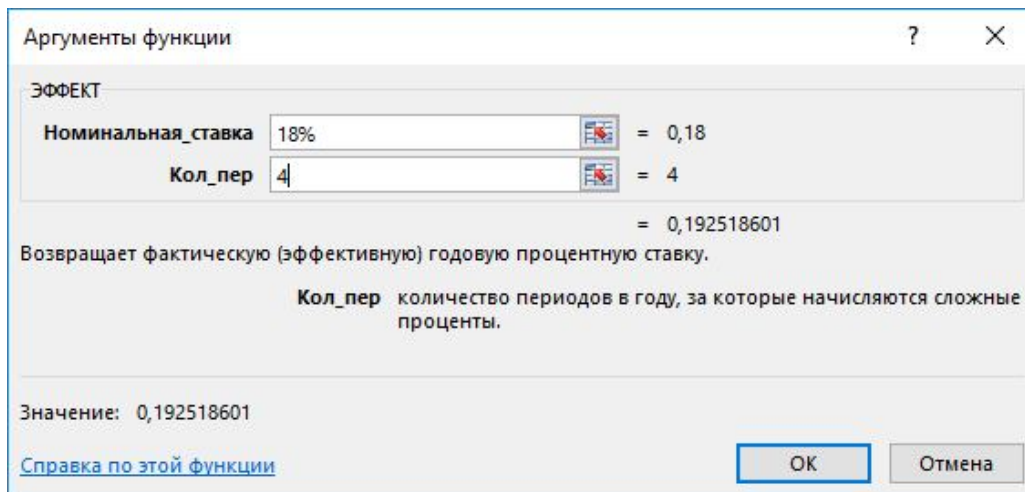 Аргументы функции ?
ЭФФЕКТ
Номинальная_ставка 18% = 0,18
Кол_пер 4 = 4
= 0,192518601
Возвращает фактическую (эффективную) годовую процентную ставку.
Кол_пер количество периодов в году, за которые начисляются сложные
проценты.
Значение: 0,192518601
Справка по этой функции ОК Отмена